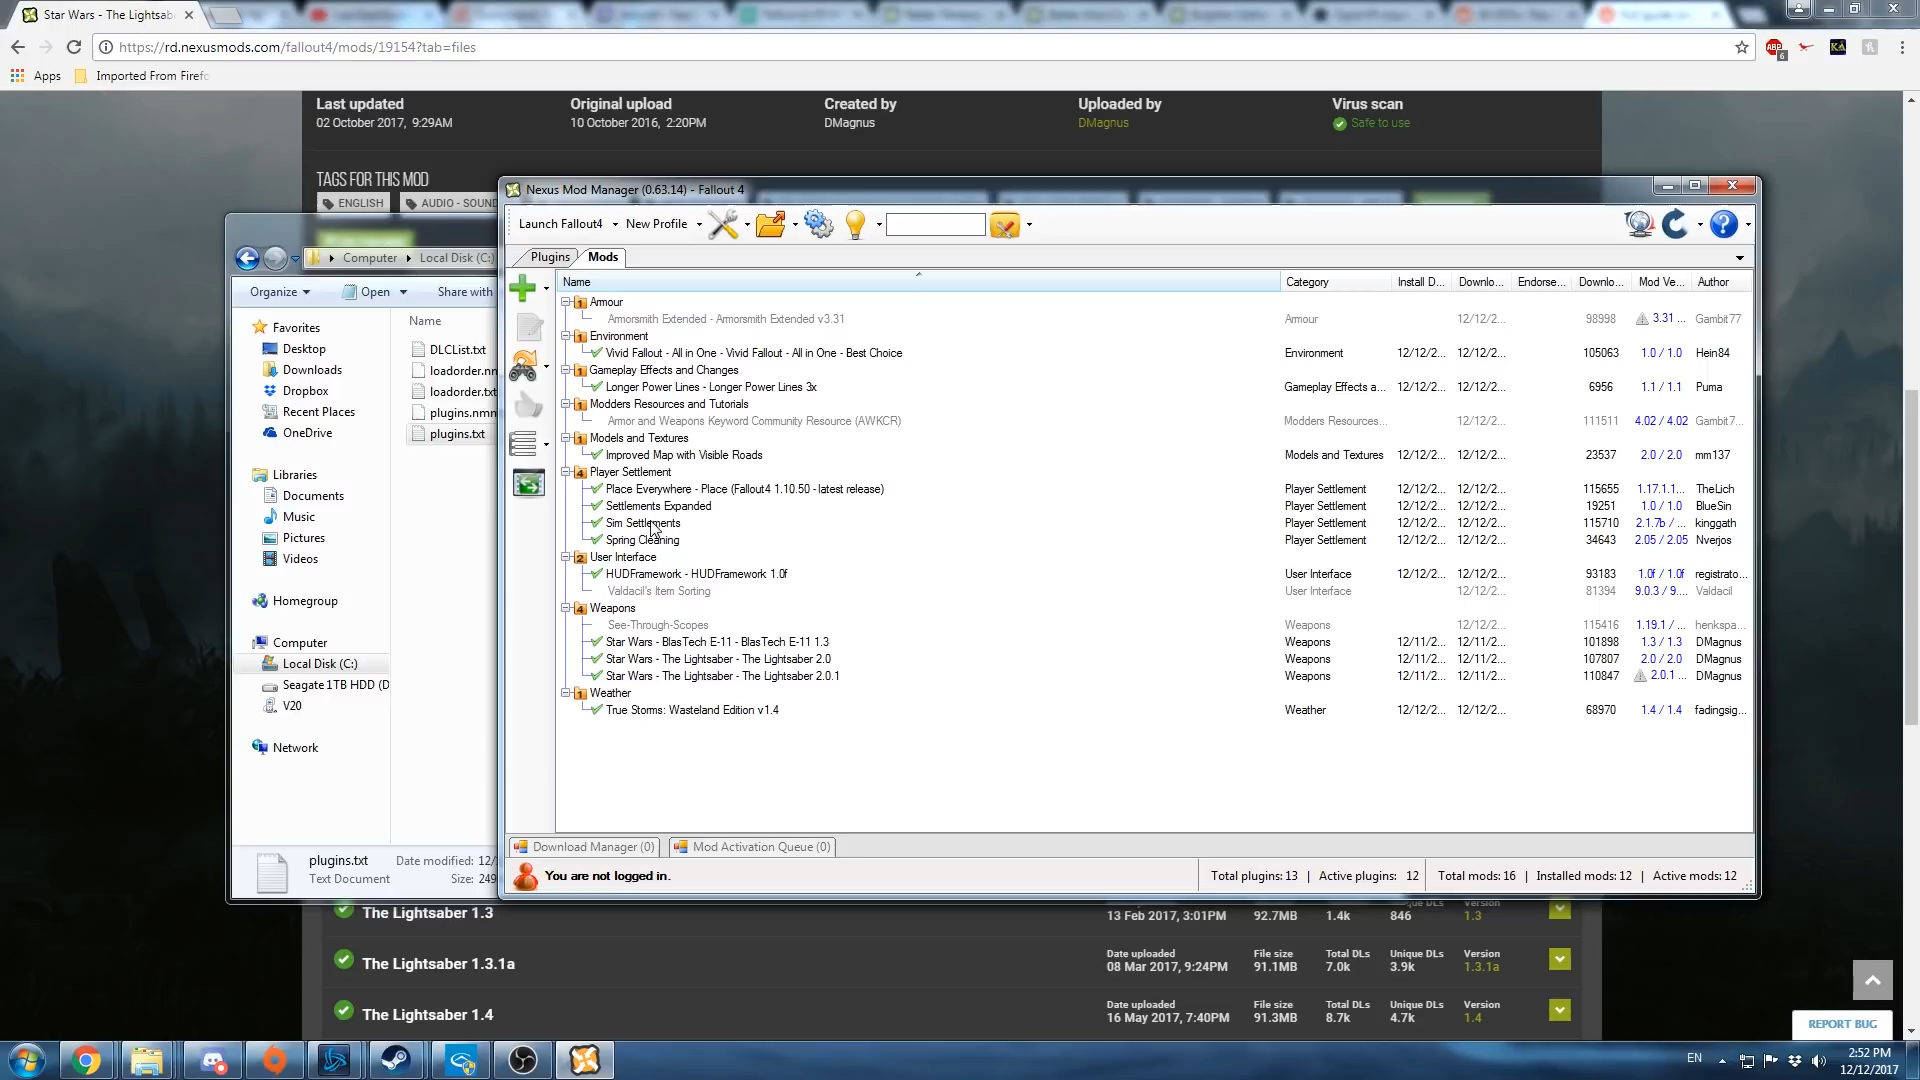 Star Wars - The Lightsab
https://rd.nexusmods.com/fallout4/mods/19154?tab=files
Apps
Imported From Firefo
Last updated
Original upload
Created by
Uploaded by
Virus scan
02 October 2017, 9:29AM
10 October 2016, 2:20PM
DMagnus
DMagnus
Safe to use
TAGS FOR THIS MOD
ENGLISH
AUDIO - SOUND
Nexus Mod Manager (0.63.14) - Fallout 4
Launch Fallout4
New Profile
Plugins
Mods
Computer
Local Disk (C:)
Organize
Open
Share with
Name
Favorites
Desktop
Downloads
Dropbox
Recent Places
OneDrive
Libraries
Documents
Music
Pictures
Videos
Homegroup
Computer
Local Disk (C:)
Seagate 1TB HDD (D
V20
Network
DLCList.txt
loadorder.nn
loadorder.txt
plugins.nmm
plugins.txt
plugins.txt
Date modified: 12/
Text Document
Size: 249
Name
Category
Install D...
Downlo...
Endorse...
Downlo...
Mod Ve...
Author
1 Amour
Armorsmith Extended - Armorsmith Extended v3.31 Amour 12/12/2... 98998 3.31 ... Gambit77
1 Environment
Vivid Fallout - All in One - Vivid Fallout - All in One - Best Choice Environment 12/12/2... 12/12/2... 105063 1.0 / 1.0 Hein84
1 Gameplay Effects and Changes
Longer Power Lines - Longer Power Lines 3x Gameplay Effects a... 12/12/2... 12/12/2... 6956 1.1 / 1.1 Puma
1 Modders Resources and Tutorials
Armor and Weapons Keyword Community Resource (AWKCR) Modders Resources... 12/12/2... 111511 4.02 / 4.02 Gambit7...
1 Models and Textures
Improved Map with Visible Roads Models and Textures 12/12/2... 12/12/2... 23537 2.0 / 2.0 mm137
4 Player Settlement
Place Everywhere - Place (Fallout4 1.10.50 - latest release) Player Settlement 12/12/2... 12/12/2... 115655 1.17.1.1... TheLich
Settlements Expanded Player Settlement 12/12/2... 12/12/2... 19251 1.0 / 1.0 BlueSin
Sim Settlements Player Settlement 12/12/2... 12/12/2... 115710 2.1.7b / ... kinggath
Spring Cleaning Player Settlement 12/12/2... 12/12/2... 34643 2.05 / 2.05 Nverjos
2 User Interface
HUDFramework - HUDFramework 1.0f User Interface 12/12/2... 12/12/2... 93183 1.0f / 1.0f registrato...
Valdacil's Item Sorting User Interface 12/12/2... 81394 9.0.3 / 9.... Valdacil
4 Weapons
See-Through-Scopes Weapons 12/12/2... 115416 1.19.1 / ... henkspa...
Star Wars - BlasTech E-11 - BlasTech E-11 1.3 Weapons 12/11/2... 12/11/2... 101898 1.3 / 1.3 DMagnus
Star Wars - The Lightsaber - The Lightsaber 2.0 Weapons 12/11/2... 12/11/2... 107807 2.0 / 2.0 DMagnus
Star Wars - The Lightsaber - The Lightsaber 2.0.1 Weapons 12/11/2... 12/11/2... 110847 2.0.1 ... DMagnus
1 Weather
True Storms: Wasteland Edition v1.4 Weather 12/12/2... 12/12/2... 68970 1.4 / 1.4 fadingsig...
Download Manager (0)
Mod Activation Queue (0)
You are not logged in.
Total plugins: 13 | Active plugins: 12
Total mods: 16 | Installed mods: 12 | Active mods: 12
The Lightsaber 1.3
13 Feb 2017, 3:01PM
92.7MB
1.4k
846
Version
1.3
The Lightsaber 1.3.1a
Date uploaded
08 Mar 2017, 9:24PM
File size
91.1MB
Total DLs
7.0k
Unique DLs
3.9k
Version
1.3.1a
The Lightsaber 1.4
Date uploaded
16 May 2017, 7:40PM
File size
91.3MB
Total DLs
8.7k
Unique DLs
4.7k
Version
1.4
REPORT BUG
EN
2:52 PM
12/12/2017